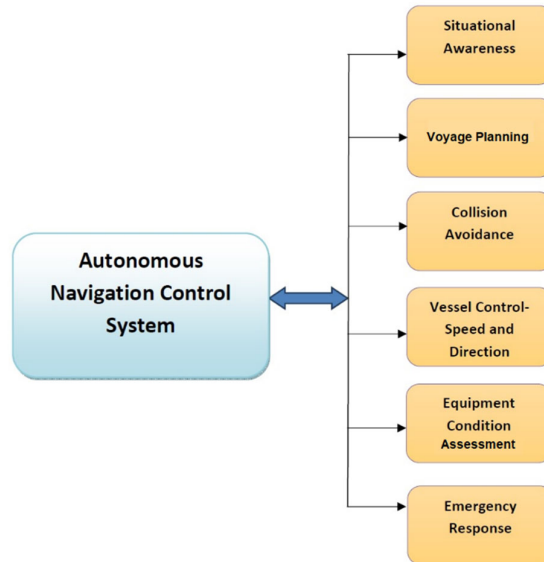 Situational
Awareness
Voyage Planning
Collision
Avoidance
Autonomous
Navigation Control
System
Vessel Control-
Speed and
Direction
Equipment
Condition
Assessment
Emergency
Response